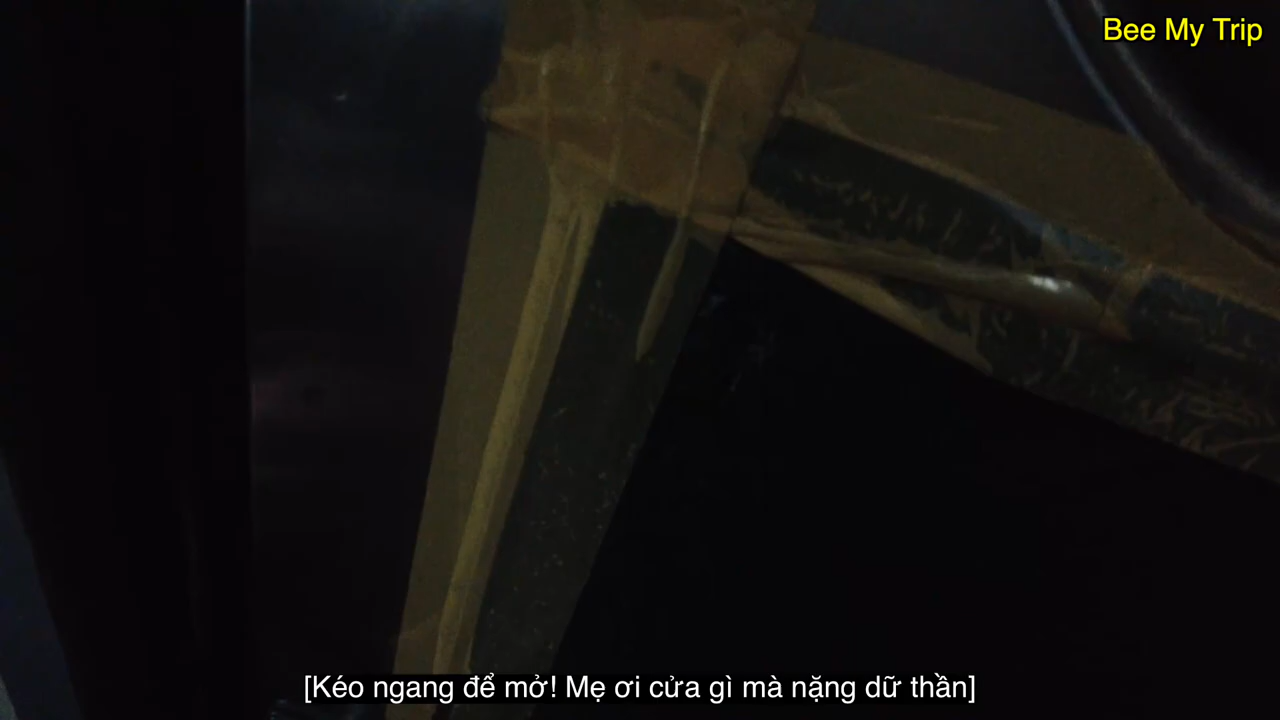 Bee My Trip
[Kéo ngang để mở! Mẹ ơi cửa gì mà nặng dữ thần]